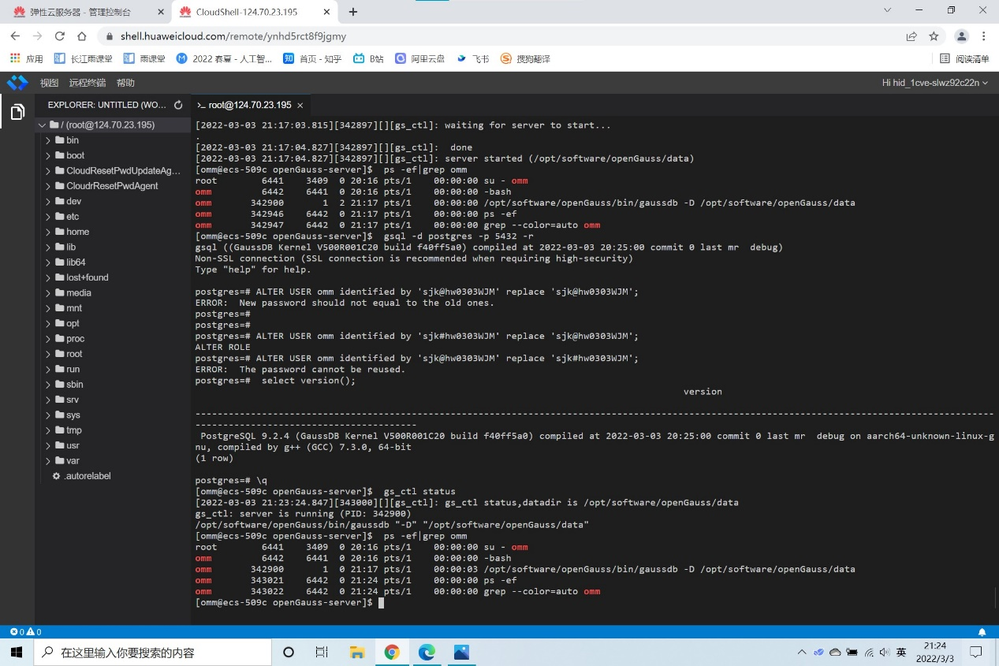 弹性云服务器 - 管理控制台
CloudShell-124.70.23.195
shell.huaweicloud.com/remote/ynhd5rct8f9jgmy
应用 长江雨课堂 雨课堂 2022 春夏 - 人工智... 首页 - 知乎 B站 阿里云盘 飞书 搜狗翻译 阅读清单
视图 远程终端 帮助 Hi hid_1cve-slwz92c22n
EXPLORER: UNTITLED (WO...
/ (root@124.70.23.195)
bin
boot
CloudResetPwdUpdateAg...
CloudrResetPwdAgent
dev
etc
home
lib
lib64
lost+found
media
mnt
opt
proc
root
run
sbin
srv
sys
tmp
usr
var
.autorelabel
>_ root@124.70.23.195
[2022-03-03 21:17:03.815][342897][][gs_ctl]: waiting for server to start...
.
[2022-03-03 21:17:04.827][342897][][gs_ctl]:  done
[2022-03-03 21:17:04.827][342897][][gs_ctl]: server started (/opt/software/openGauss/data)
[omm@ecs-509c openGauss-server]$  ps -ef|grep omm
root        6441    3409  0 20:16 pts/1    00:00:00 su - omm
omm         6442    6441  0 20:16 pts/1    00:00:00 -bash
omm       342900       1  2 21:17 pts/1    00:00:00 /opt/software/openGauss/bin/gaussdb -D /opt/software/openGauss/data
omm       342946    6442  0 21:17 pts/1    00:00:00 ps -ef
omm       342947    6442  0 21:17 pts/1    00:00:00 grep --color=auto omm
[omm@ecs-509c openGauss-server]$  gsql -d postgres -p 5432 -r
gsql ((GaussDB Kernel V500R001C20 build f40ff5a0) compiled at 2022-03-03 20:25:00 commit 0 last mr  debug)
Non-SSL connection (SSL connection is recommended when requiring high-security)
Type "help" for help.
postgres=# ALTER USER omm identified by 'sjk@hw0303WJM' replace 'sjk@hw0303WJM';
ERROR:  New password should not equal to the old ones.
postgres=#
postgres=#
postgres=# ALTER USER omm identified by 'sjk#hw0303WJM' replace 'sjk@hw0303WJM';
ALTER ROLE
postgres=# ALTER USER omm identified by 'sjk@hw0303WJM' replace 'sjk#hw0303WJM';
ERROR:  The password cannot be reused.
postgres=#  select version();
version
--------------------------------------------------------------------------------------------------------------------------------------------------
----------------------------------------
PostgreSQL 9.2.4 (GaussDB Kernel V500R001C20 build f40ff5a0) compiled at 2022-03-03 20:25:00 commit 0 last mr  debug on aarch64-unknown-linux-g
nu, compiled by g++ (GCC) 7.3.0, 64-bit
(1 row)
postgres=# \q
[omm@ecs-509c openGauss-server]$  gs_ctl status
[2022-03-03 21:23:24.847][343000][][gs_ctl]: gs_ctl status,datadir is /opt/software/openGauss/data
gs_ctl: server is running (PID: 342900)
/opt/software/openGauss/bin/gaussdb "-D" "/opt/software/openGauss/data"
[omm@ecs-509c openGauss-server]$  ps -ef|grep omm
root        6441    3409  0 20:16 pts/1    00:00:00 su - omm
omm         6442    6441  0 20:16 pts/1    00:00:00 -bash
omm       342900       1  0 21:17 pts/1    00:00:03 /opt/software/openGauss/bin/gaussdb -D /opt/software/openGauss/data
omm       343021    6442  0 21:24 pts/1    00:00:00 ps -ef
omm       343022    6442  0 21:24 pts/1    00:00:00 grep --color=auto omm
[omm@ecs-509c openGauss-server]$
0 0
在这里输入你要搜索的内容
英
21:24
2022/3/3